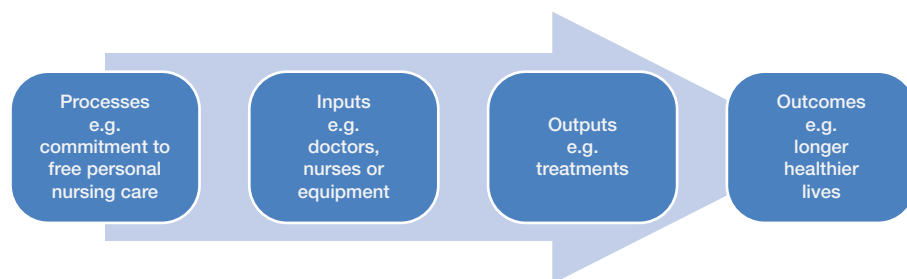 Processes
e.g.
commitment to
free personal
nursing care
Inputs
e.g.
doctors,
nurses or
equipment
Outputs
e.g.
treatments
Outcomes
e.g.
longer
healthier
lives